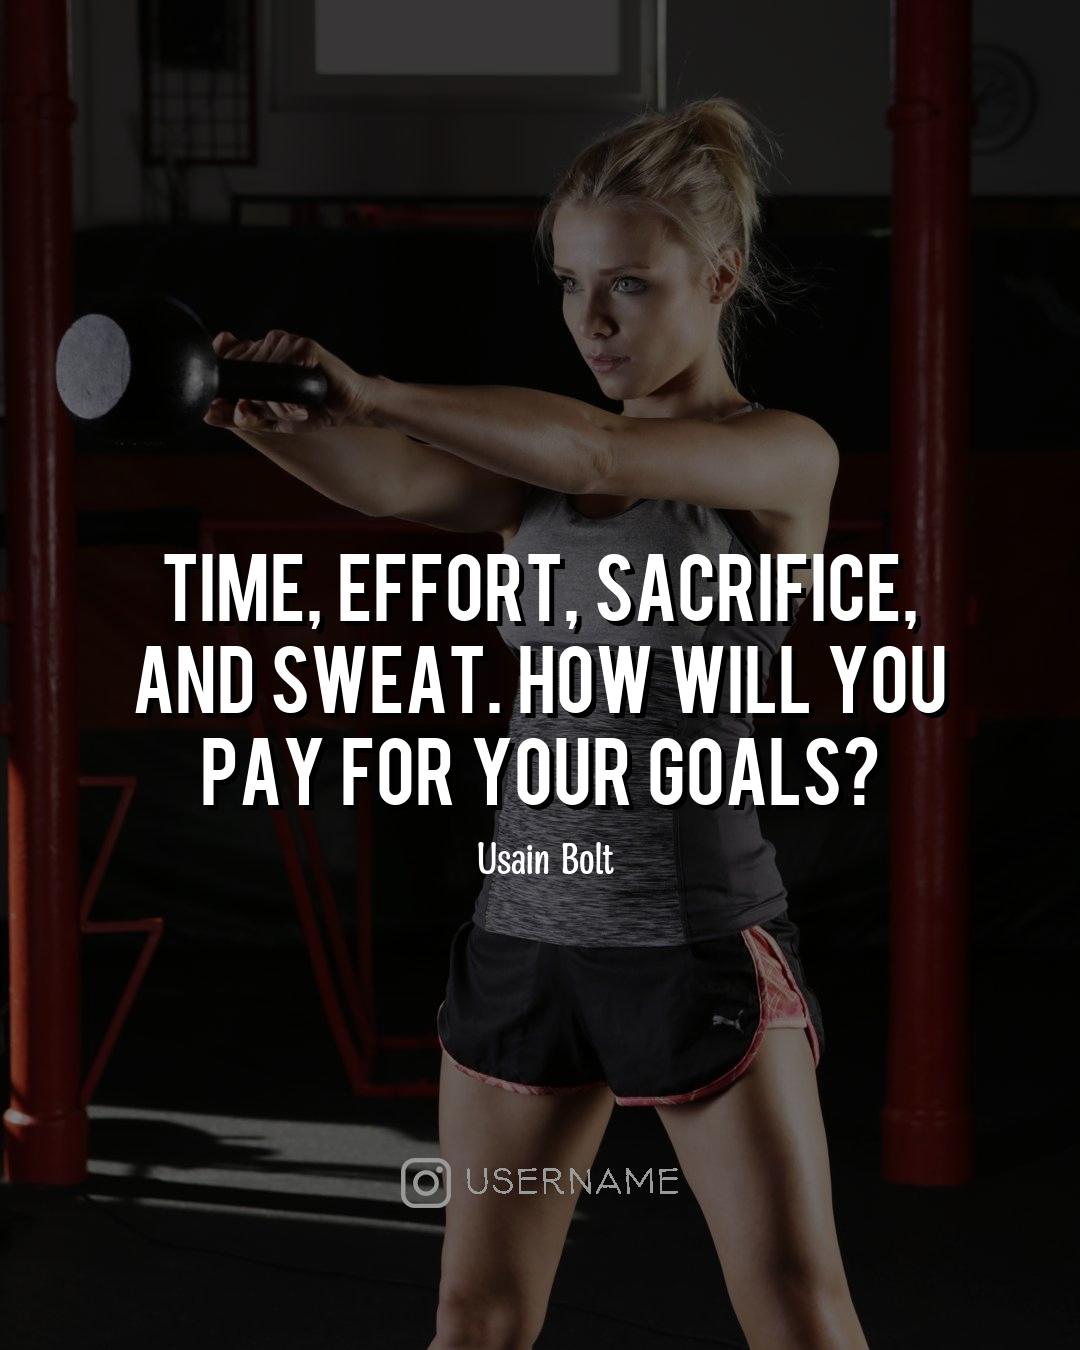 TIME, EFFORT, SACRIFICE,
AND SWEAT. HOW WILL YOU
PAY FOR YOUR GOALS?
Usain Bolt
USERNAME